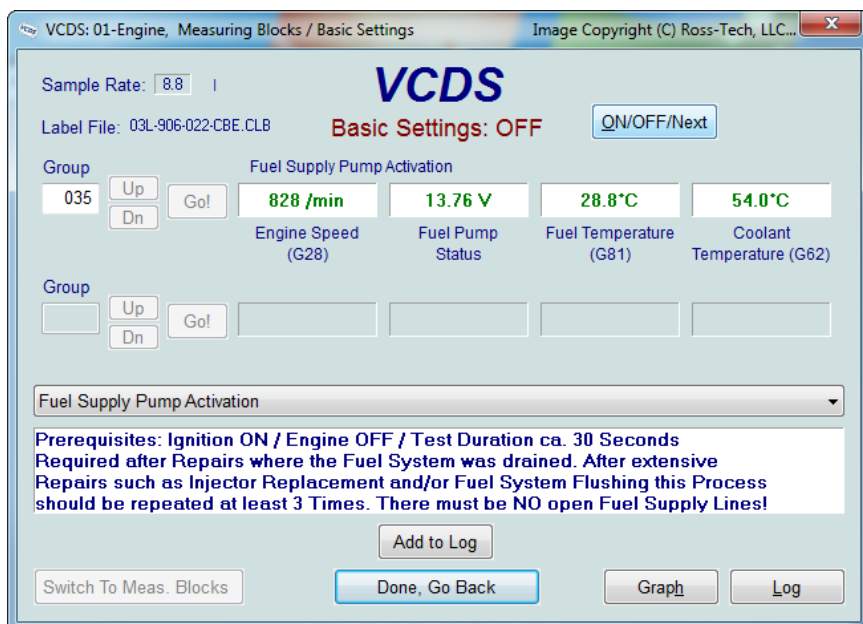 VCDS: 01-Engine, Measuring Blocks / Basic Settings Image Copyright (C) Ross-Tech, LLC... X
Sample Rate: 8.8 I VCDS
Label File: 03L-906-022-CBE.CLB Basic Settings: OFF ON/OFF/Next
Group Fuel Supply Pump Activation
035 Up Dn Go! 828 /min 13.76 V 28.8°C 54.0°C
Engine Speed Fuel Pump Fuel Temperature Coolant
(G28) Status (G81) Temperature (G62)
Group
Up Dn Go!
Fuel Supply Pump Activation
Prerequisites: Ignition ON / Engine OFF / Test Duration ca. 30 Seconds
Required after Repairs where the Fuel System was drained. After extensive
Repairs such as Injector Replacement and/or Fuel System Flushing this Process
should be repeated at least 3 Times. There must be NO open Fuel Supply Lines!
Add to Log
Switch To Meas. Blocks Done, Go Back Graph Log